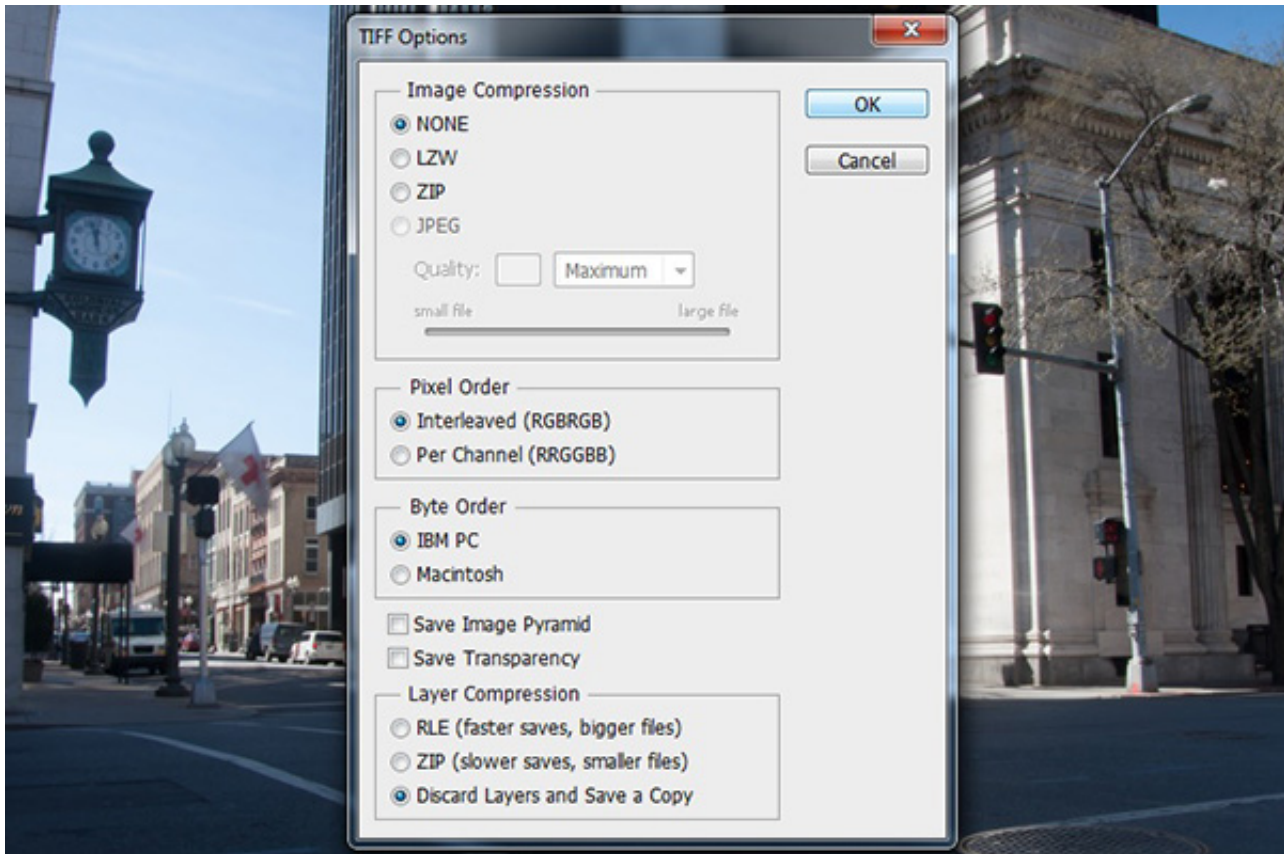 TIFF Options
Image Compression
NONE
LZW
ZIP
JPEG
Quality: Maximum
small file large file
Pixel Order
Interleaved (RGBRGB)
Per Channel (RRGGBB)
Byte Order
IBM PC
Macintosh
Save Image Pyramid
Save Transparency
Layer Compression
RLE (faster saves, bigger files)
ZIP (slower saves, smaller files)
Discard Layers and Save a Copy
OK
Cancel